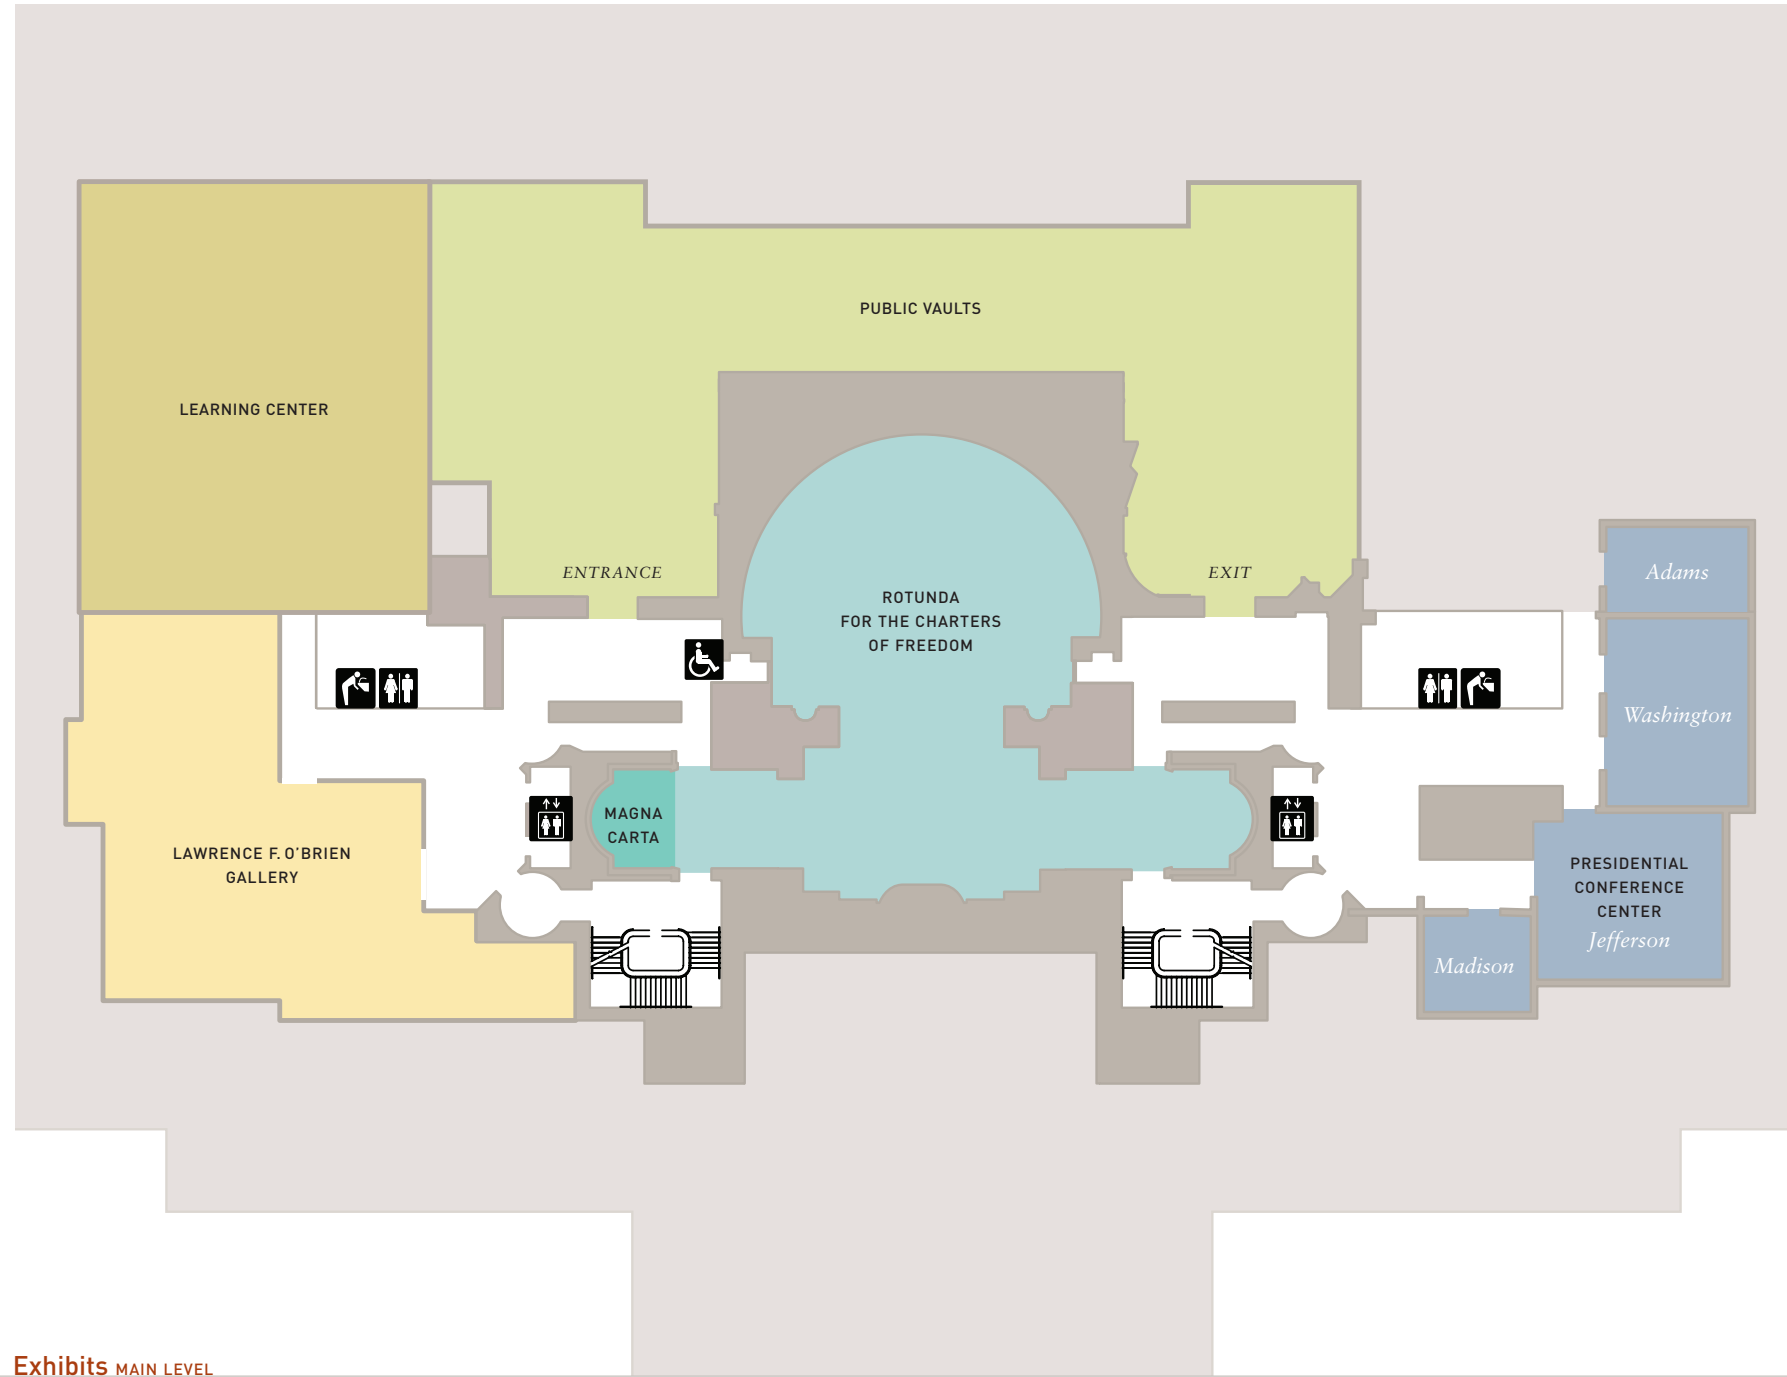 PUBLIC VAULTS
LEARNING CENTER
ENTRANCE
EXIT
ROTUNDA
FOR THE CHARTERS
OF FREEDOM
Adams
Washington
MAGNA
CARTA
LAWRENCE F. O’BRIEN
GALLERY
PRESIDENTIAL
CONFERENCE
CENTER
Jefferson
Madison
Exhibits MAIN LEVEL